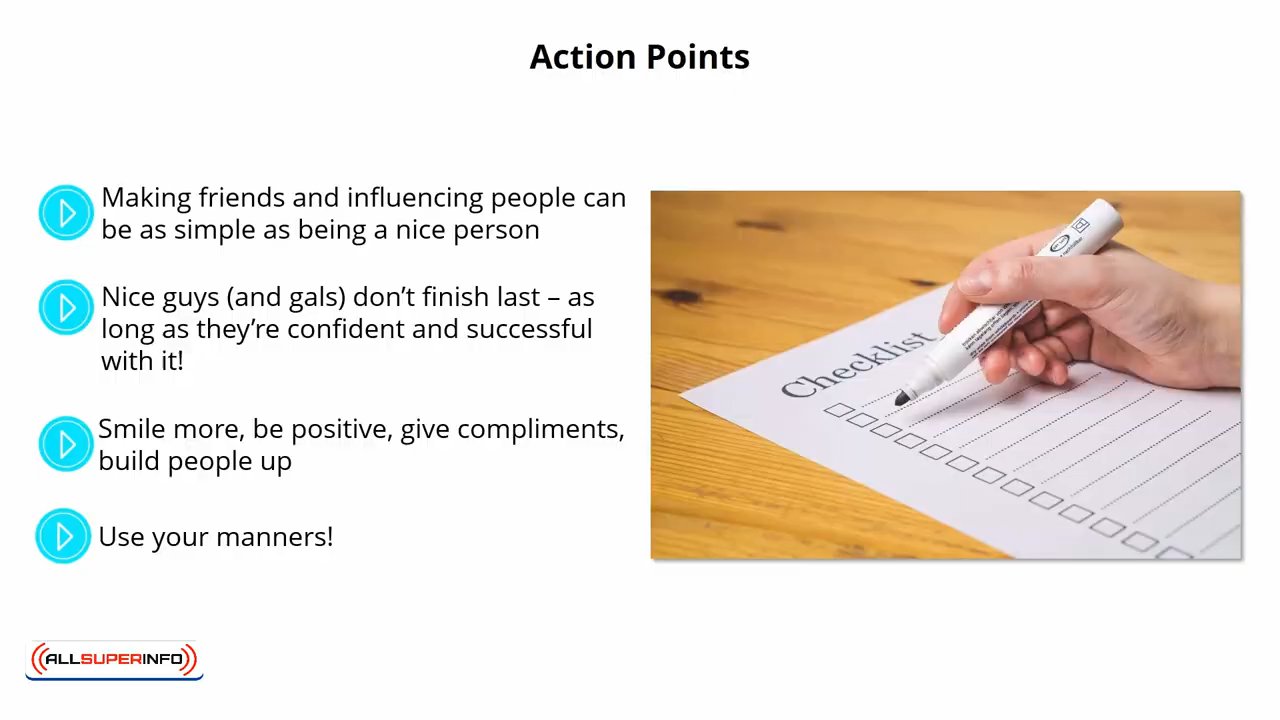 Action Points
Making friends and influencing people can
be as simple as being a nice person
Nice guys (and gals) don’t finish last – as
long as they’re confident and successful
with it!
Smile more, be positive, give compliments,
build people up
Use your manners!
Checklist
ALLSUPERINFO